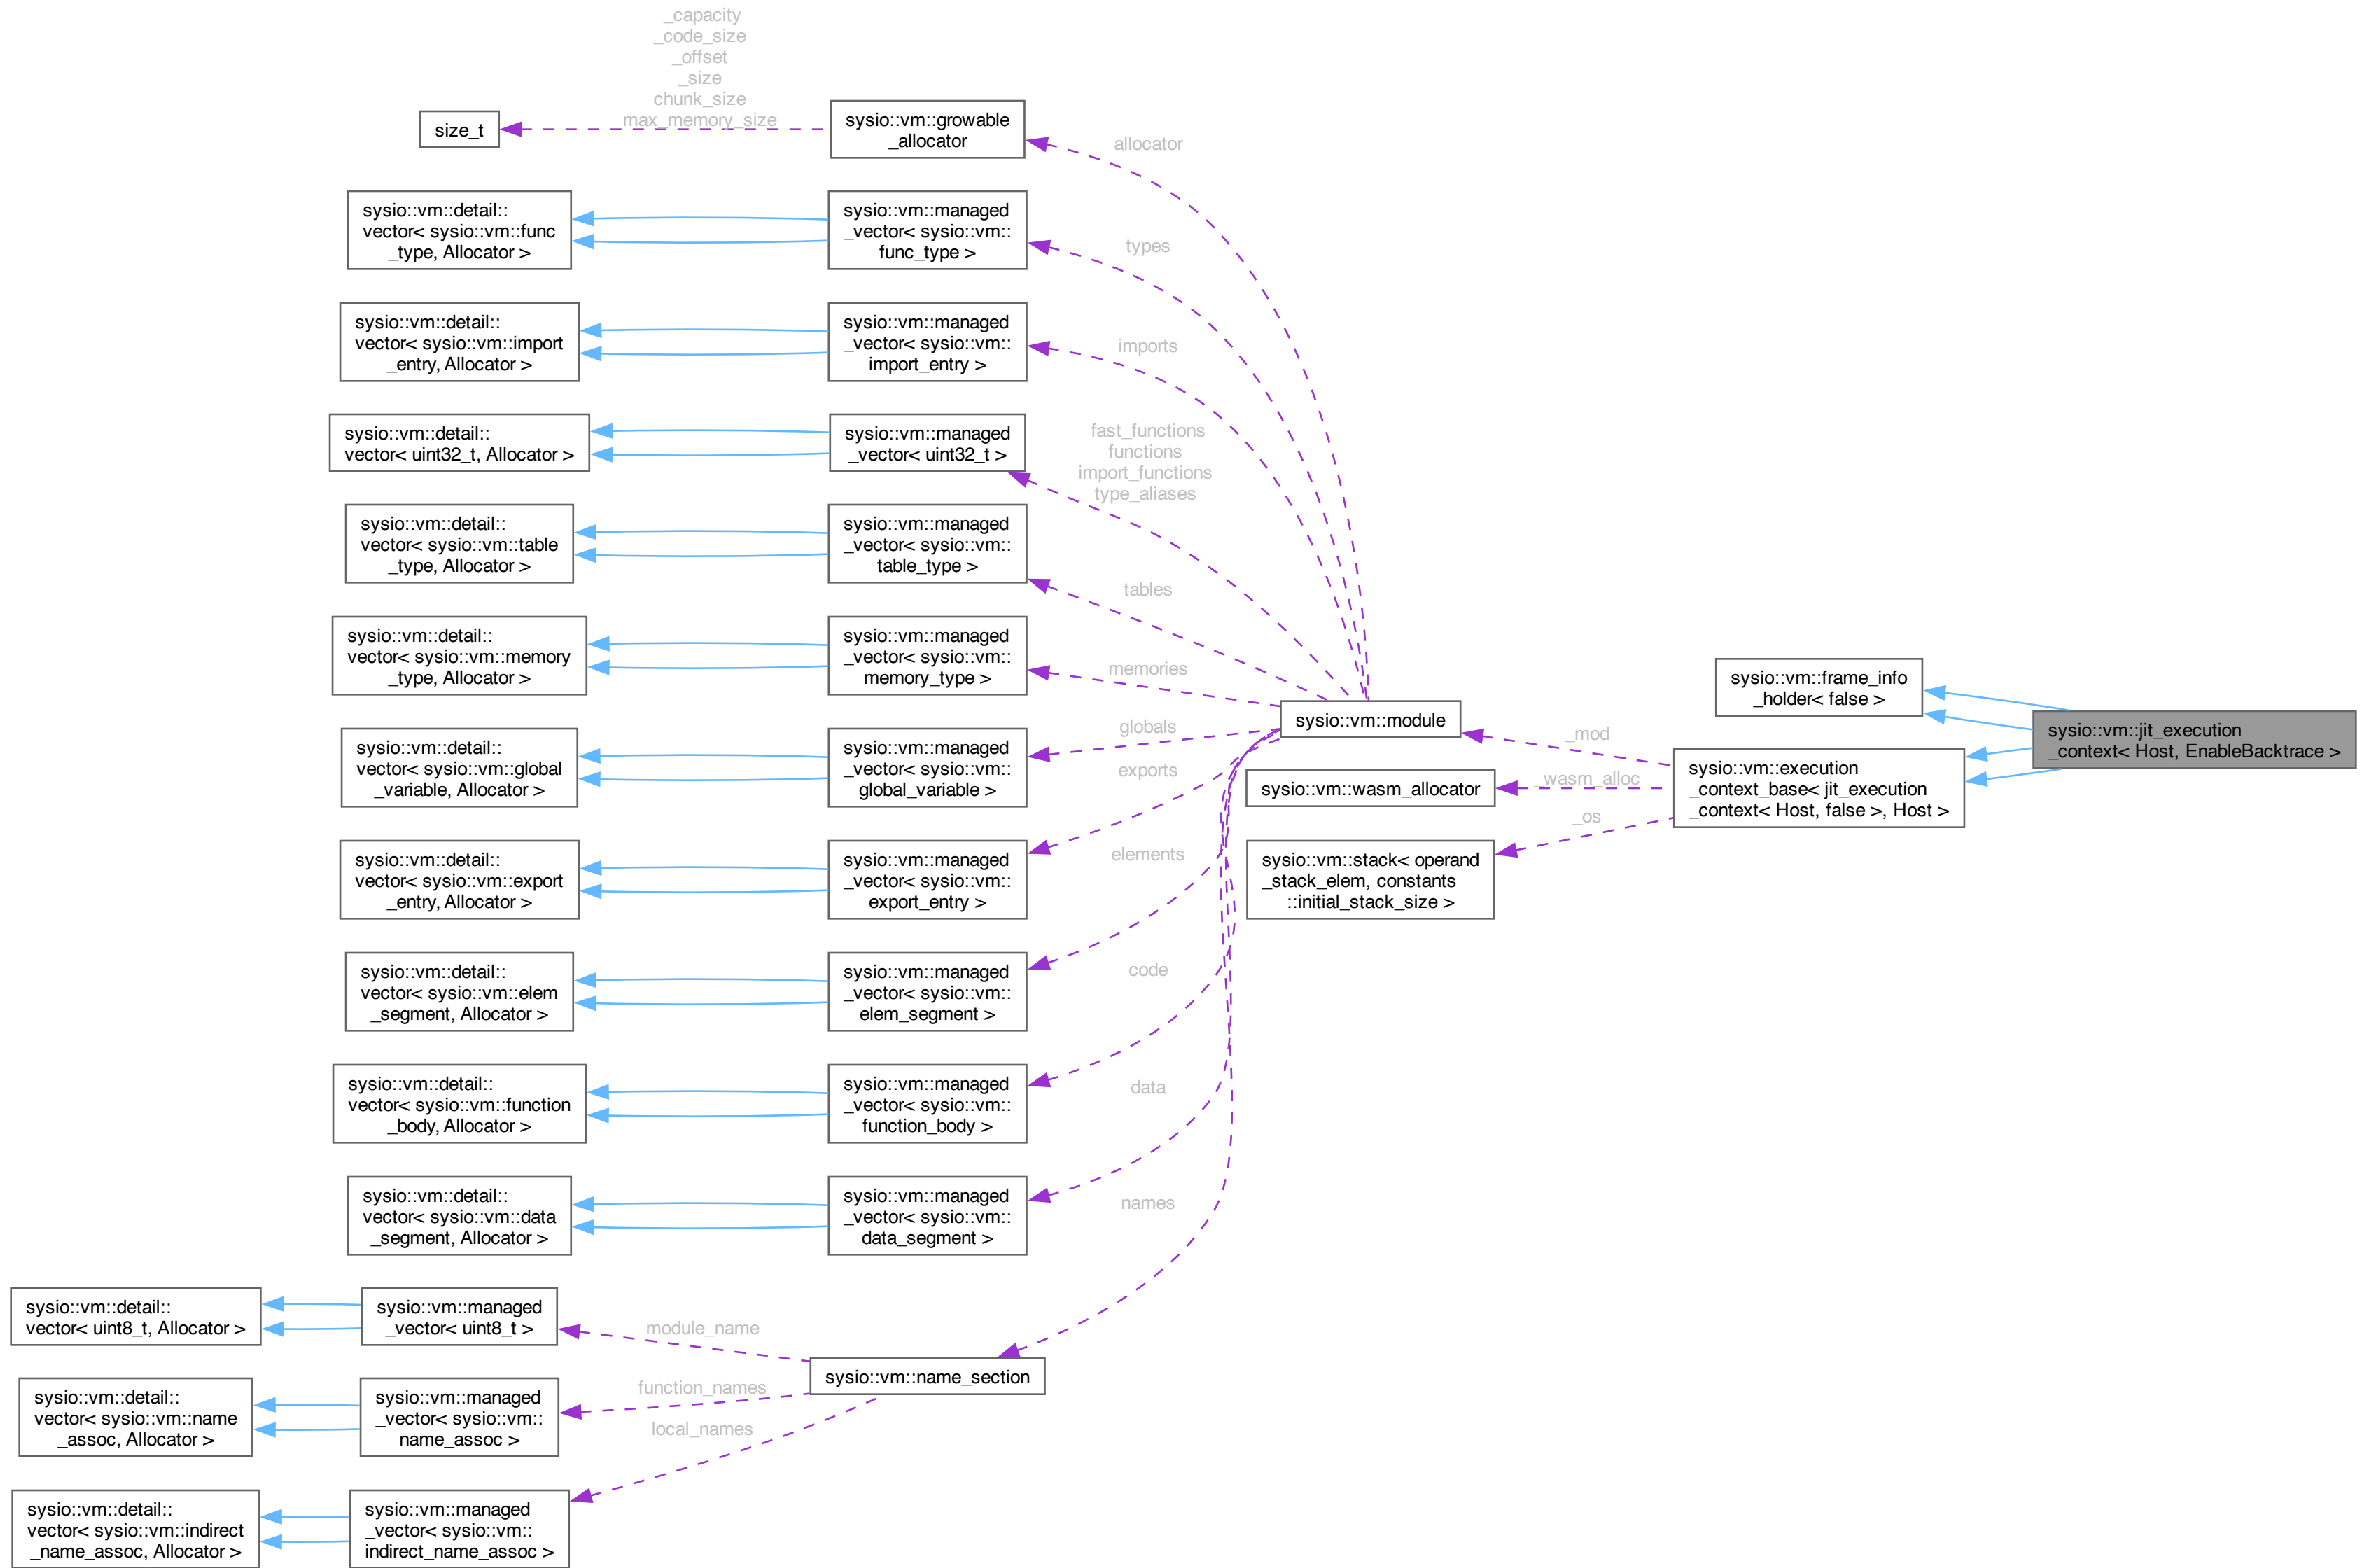 _capacity
_code_size
_offset
_size
chunk_size
max_memory_size
size_t
sysio::vm::growable
_allocator
allocator
sysio::vm::detail::
vector< sysio::vm::func
_type, Allocator >
sysio::vm::managed
_vector< sysio::vm::
func_type >
types
sysio::vm::detail::
vector< sysio::vm::import
_entry, Allocator >
sysio::vm::managed
_vector< sysio::vm::
import_entry >
imports
sysio::vm::detail::
vector< uint32_t, Allocator >
sysio::vm::managed
_vector< uint32_t >
fast_functions
functions
import_functions
type_aliases
sysio::vm::detail::
vector< sysio::vm::table
_type, Allocator >
sysio::vm::managed
_vector< sysio::vm::
table_type >
tables
sysio::vm::detail::
vector< sysio::vm::memory
_type, Allocator >
sysio::vm::managed
_vector< sysio::vm::
memory_type >
memories
sysio::vm::module
sysio::vm::frame_info
_holder< false >
sysio::vm::jit_execution
_context< Host, EnableBacktrace >
sysio::vm::detail::
vector< sysio::vm::global
_variable, Allocator >
sysio::vm::managed
_vector< sysio::vm::
global_variable >
globals
_mod
sysio::vm::wasm_allocator
_wasm_alloc
sysio::vm::execution
_context_base< jit_execution
_context< Host, false >, Host >
_os
sysio::vm::stack< operand
_stack_elem, constants
::initial_stack_size >
exports
sysio::vm::detail::
vector< sysio::vm::export
_entry, Allocator >
sysio::vm::managed
_vector< sysio::vm::
export_entry >
elements
sysio::vm::detail::
vector< sysio::vm::elem
_segment, Allocator >
sysio::vm::managed
_vector< sysio::vm::
elem_segment >
code
sysio::vm::detail::
vector< sysio::vm::function
_body, Allocator >
sysio::vm::managed
_vector< sysio::vm::
function_body >
data
sysio::vm::detail::
vector< sysio::vm::data
_segment, Allocator >
sysio::vm::managed
_vector< sysio::vm::
data_segment >
names
sysio::vm::detail::
vector< uint8_t, Allocator >
sysio::vm::managed
_vector< uint8_t >
module_name
sysio::vm::name_section
sysio::vm::detail::
vector< sysio::vm::name
_assoc, Allocator >
sysio::vm::managed
_vector< sysio::vm::
name_assoc >
function_names
local_names
sysio::vm::detail::
vector< sysio::vm::indirect
_name_assoc, Allocator >
sysio::vm::managed
_vector< sysio::vm::
indirect_name_assoc >